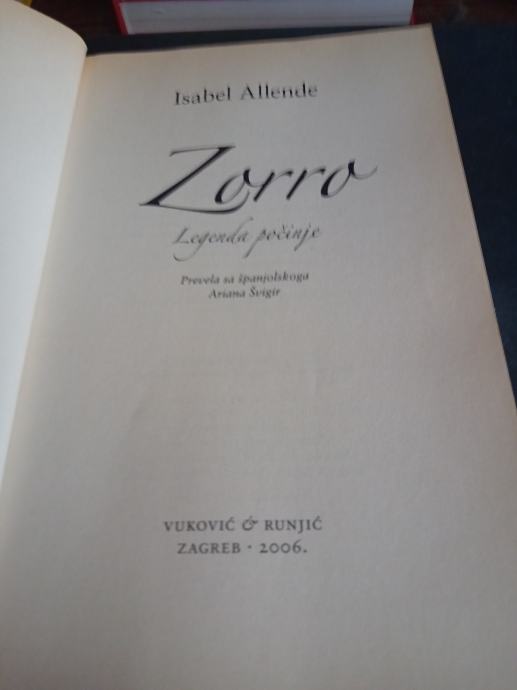 Isabel Allende
Zorro
Legenda počinje
Prevela sa španjolskoga
Ariana Švigir
VUKOVIĆ & RUNJIĆ
ZAGREB · 2006.